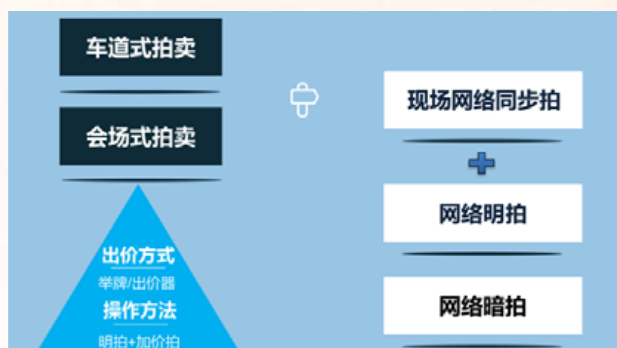 车道式拍卖
会场式拍卖
出价方式
举牌/出价器
操作方法
明拍+加价拍
现场网络同步拍
网络明拍
网络暗拍